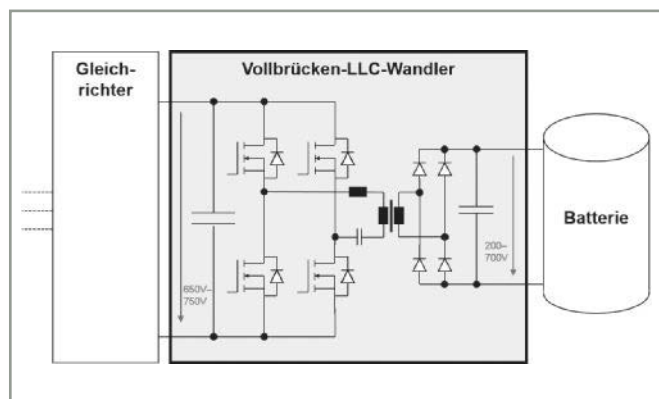 Gleich-
richter
Vollbrücken-LLC-Wandler
Batterie
650V–
750V
200–
700V